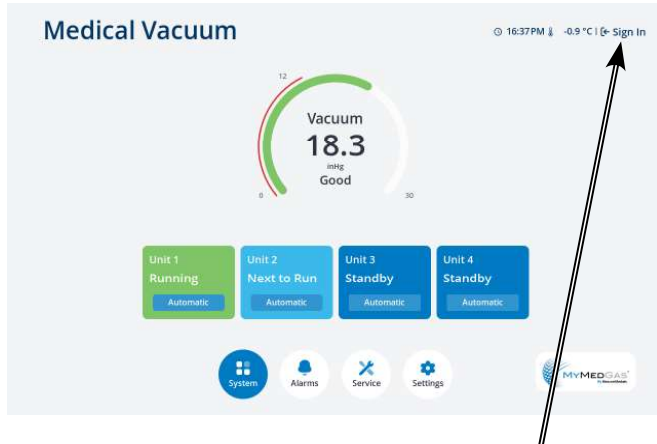 Medical Vacuum
16:37PM -0.9 °C | Sign In
12
Vacuum
18.3
inHg
Good
0 30
Unit 1 Unit 2 Unit 3 Unit 4
Running Next to Run Standby Standby
Automatic Automatic Automatic Automatic
System Alarms Service Settings
MYMEDGAS